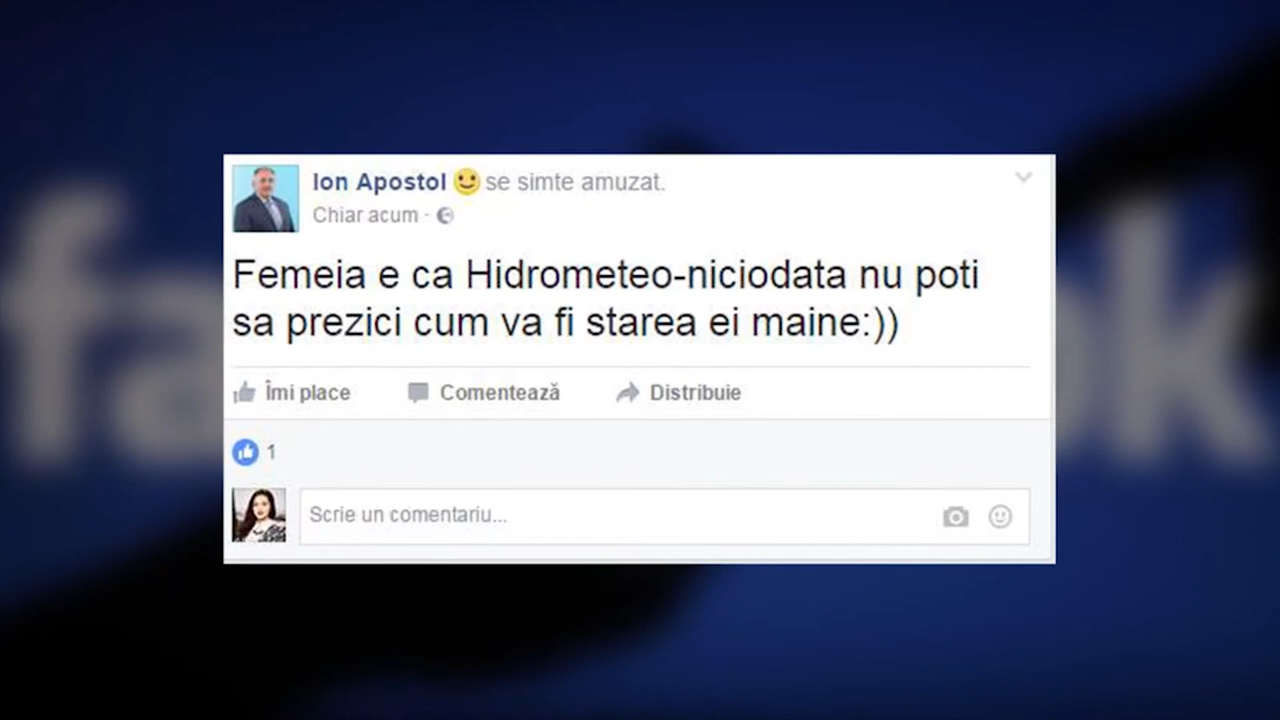 Ion Apostol se simte amuzat.
Chiar acum ·
Femeia e ca Hidrometeo-niciodata nu poti
sa prezici cum va fi starea ei maine:))
Îmi place Comentează Distribuie
1
Scrie un comentariu...